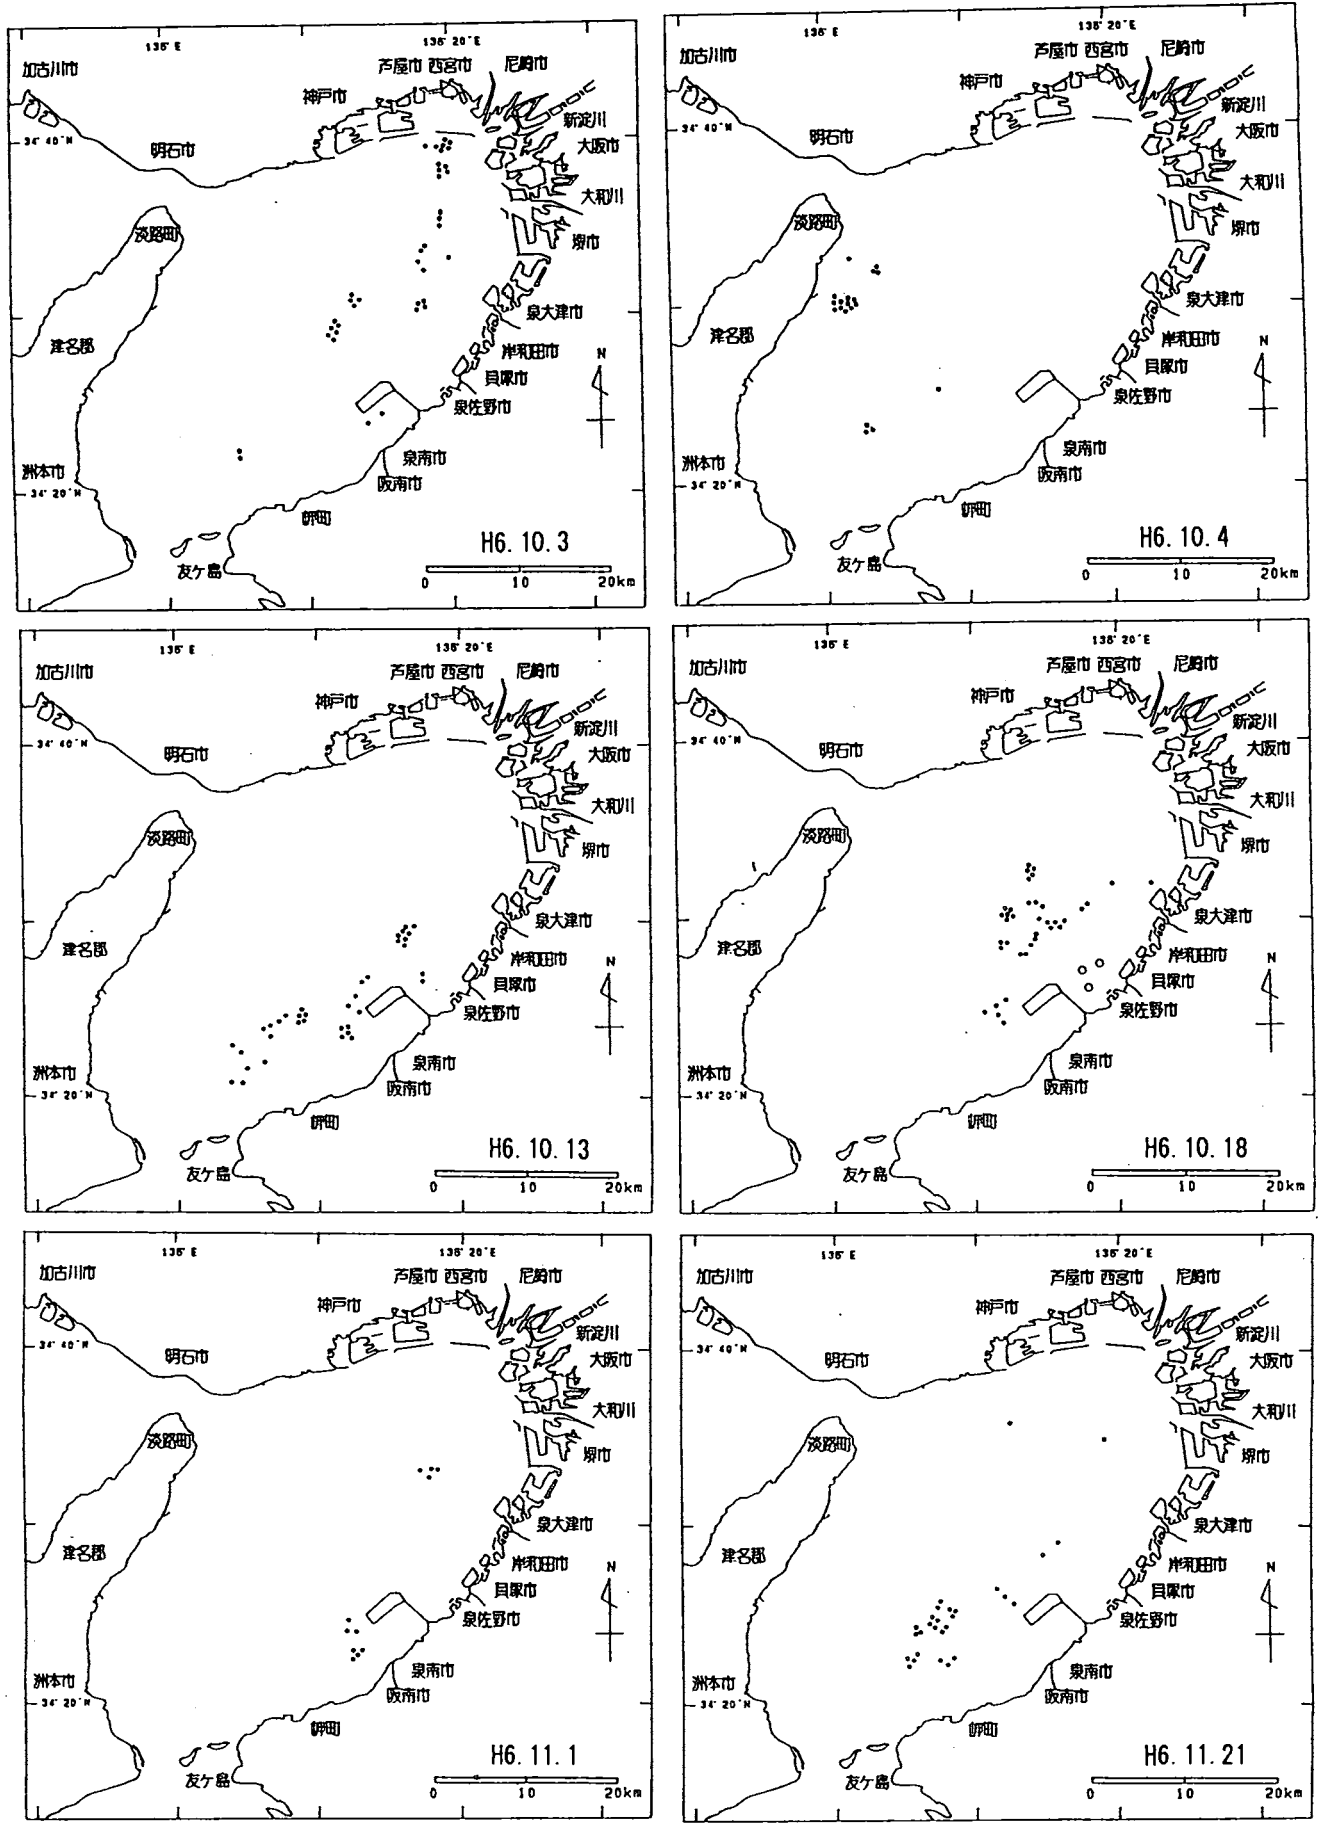 135° E
135° 20' E
加古川市
芦屋市 西宮市 尼崎市
神戸市
新淀川
34° 40' N
明石市
大阪市
大和川
淡路町
堺市
泉大津市
津名郡
岸和田市
N
貝塚市
泉佐野市
泉南市
洲本市
阪南市
34° 20' N
岬町
H6. 10. 3
友ケ島
0 10 20km
135° E
135° 20' E
加古川市
芦屋市 西宮市 尼崎市
神戸市
新淀川
34° 40' N
明石市
大阪市
大和川
淡路町
堺市
泉大津市
津名郡
岸和田市
N
貝塚市
泉佐野市
泉南市
洲本市
阪南市
34° 20' N
岬町
H6. 10. 4
友ケ島
0 10 20km
135° E
135° 20' E
加古川市
芦屋市 西宮市 尼崎市
神戸市
新淀川
34° 40' N
明石市
大阪市
大和川
淡路町
堺市
泉大津市
津名郡
岸和田市
N
貝塚市
泉佐野市
泉南市
洲本市
阪南市
34° 20' N
岬町
H6. 10. 13
友ケ島
0 10 20km
135° E
135° 20' E
加古川市
芦屋市 西宮市 尼崎市
神戸市
新淀川
34° 40' N
明石市
大阪市
大和川
淡路町
堺市
泉大津市
津名郡
岸和田市
N
貝塚市
泉佐野市
泉南市
洲本市
阪南市
34° 20' N
岬町
H6. 10. 18
友ケ島
0 10 20km
135° E
135° 20' E
加古川市
芦屋市 西宮市 尼崎市
神戸市
新淀川
34° 40' N
明石市
大阪市
大和川
淡路町
堺市
泉大津市
津名郡
岸和田市
N
貝塚市
泉佐野市
泉南市
洲本市
阪南市
34° 20' N
岬町
H6. 11. 1
友ケ島
0 10 20km
135° E
135° 20' E
加古川市
芦屋市 西宮市 尼崎市
神戸市
新淀川
34° 40' N
明石市
大阪市
大和川
淡路町
堺市
泉大津市
津名郡
岸和田市
N
貝塚市
泉佐野市
泉南市
洲本市
阪南市
34° 20' N
岬町
H6. 11. 21
友ケ島
0 10 20km